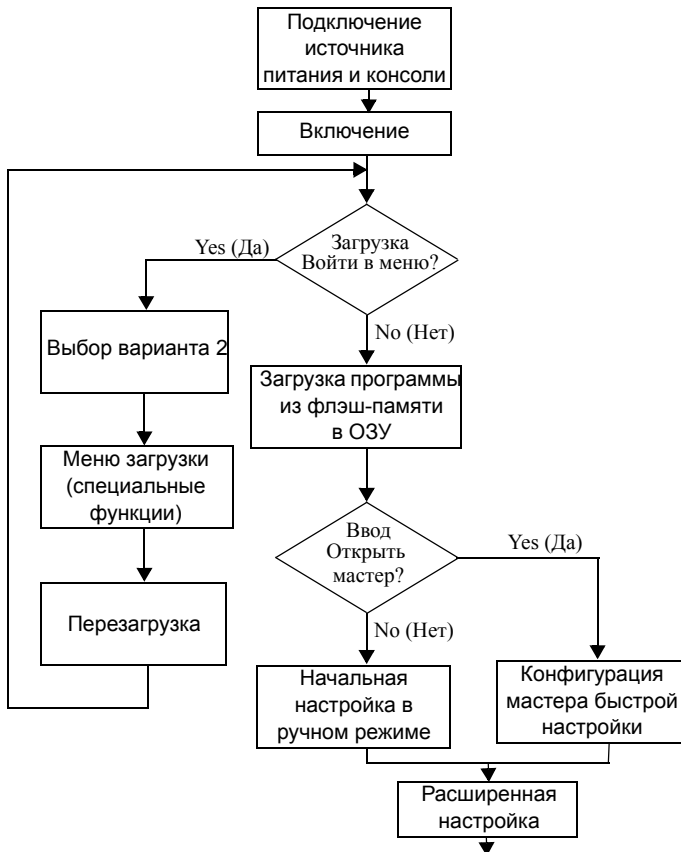 Подключение
источника
питания и консоли
Включение
Загрузка
Войти в меню?
Yes (Да)
No (Нет)
Выбор варианта 2
Загрузка программы
из флэш-памяти
в ОЗУ
Меню загрузки
(специальные
функции)
Ввод
Открыть
мастер?
Yes (Да)
No (Нет)
Перезагрузка
Начальная
настройка в
ручном режиме
Конфигурация
мастера быстрой
настройки
Расширенная
настройка